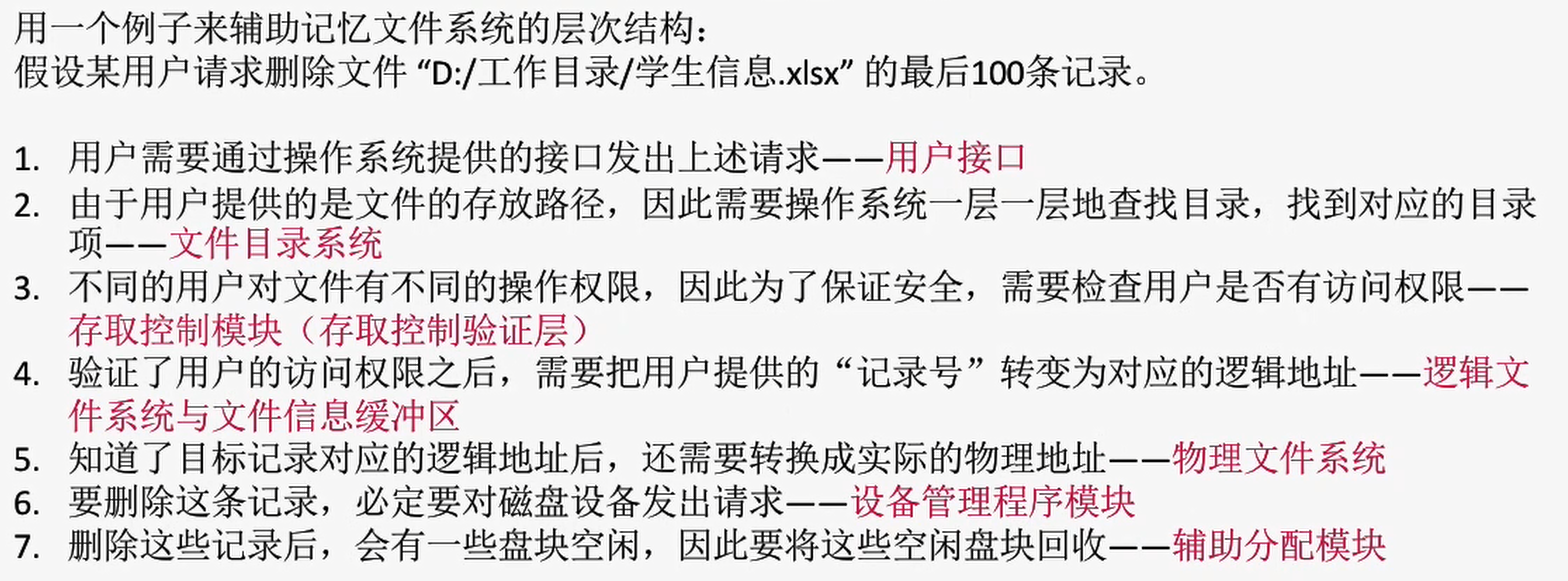 用一个例子来辅助记忆文件系统的层次结构：
假设某用户请求删除文件 “D:/工作目录/学生信息.xlsx” 的最后100条记录。
1. 用户需要通过操作系统提供的接口发出上述请求——用户接口
2. 由于用户提供的是文件的存放路径，因此需要操作系统一层一层地查找目录，找到对应的目录
项——文件目录系统
3. 不同的用户对文件有不同的操作权限，因此为了保证安全，需要检查用户是否有访问权限——
存取控制模块（存取控制验证层）
4. 验证了用户的访问权限之后，需要把用户提供的“记录号”转变为对应的逻辑地址——逻辑文
件系统与文件信息缓冲区
5. 知道了目标记录对应的逻辑地址后，还需要转换成实际的物理地址——物理文件系统
6. 要删除这条记录，必定要对磁盘设备发出请求——设备管理程序模块
7. 删除这些记录后，会有一些盘块空闲，因此要将这些空闲盘块回收——辅助分配模块